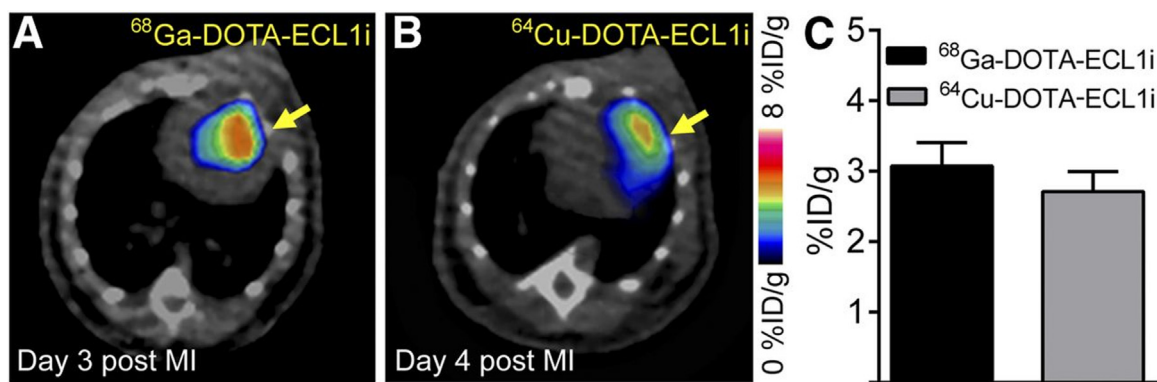 A
⁶⁸Ga-DOTA-ECL1i
Day 3 post MI
B
⁶⁴Cu-DOTA-ECL1i
Day 4 post MI
8 %ID/g
0 %ID/g
C
%ID/g
5
4
3
2
1
⁶⁸Ga-DOTA-ECL1i
⁶⁴Cu-DOTA-ECL1i